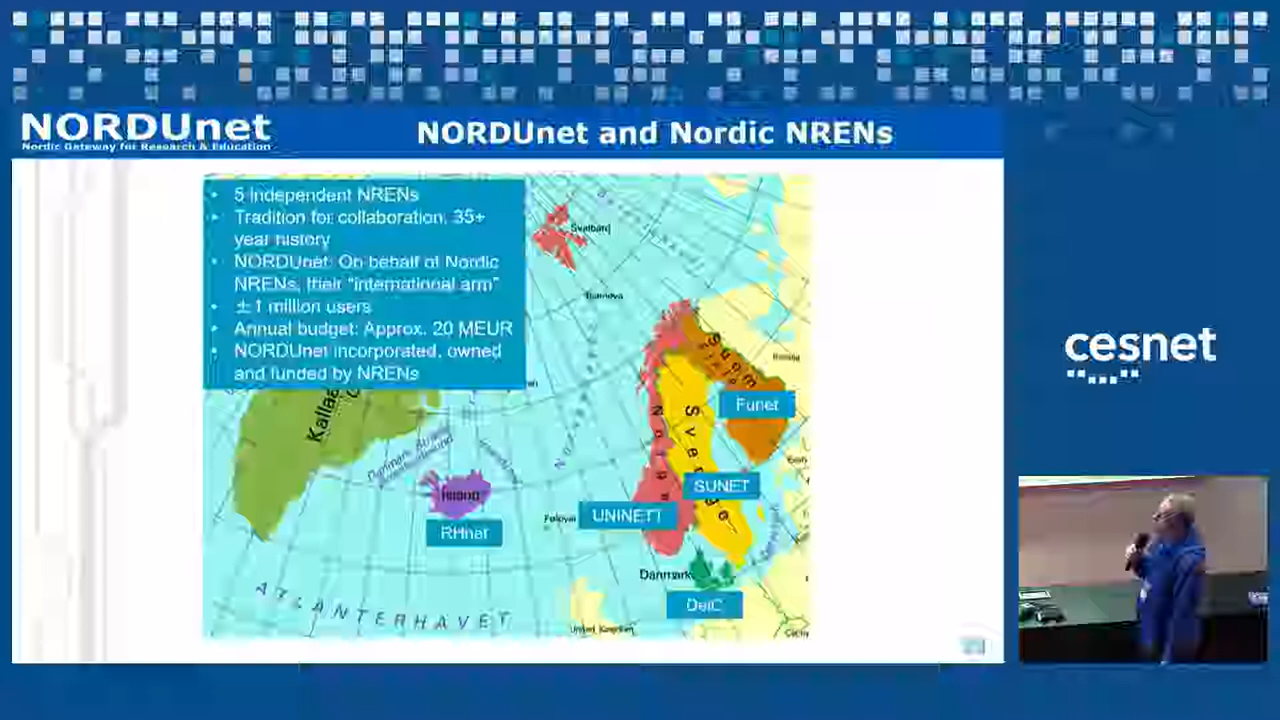 NORDUnet
Nordic Gateway for Research & Education
NORDUnet and Nordic NRENs
• 5 independent NRENs
• Tradition for collaboration, 35+
year history
• NORDUnet: On behalf of Nordic
NRENs, their "international arm"
• ± 1 million users
• Annual budget: Approx. 20 MEUR
• NORDUnet incorporated, owned
and funded by NRENs
Svalbard
Funet
cesnet
Norge
Sverige
SUNET
Island
UNINETT
RHnet
Danmark
DeiC
ATLANTERHAVET
United Kingdom